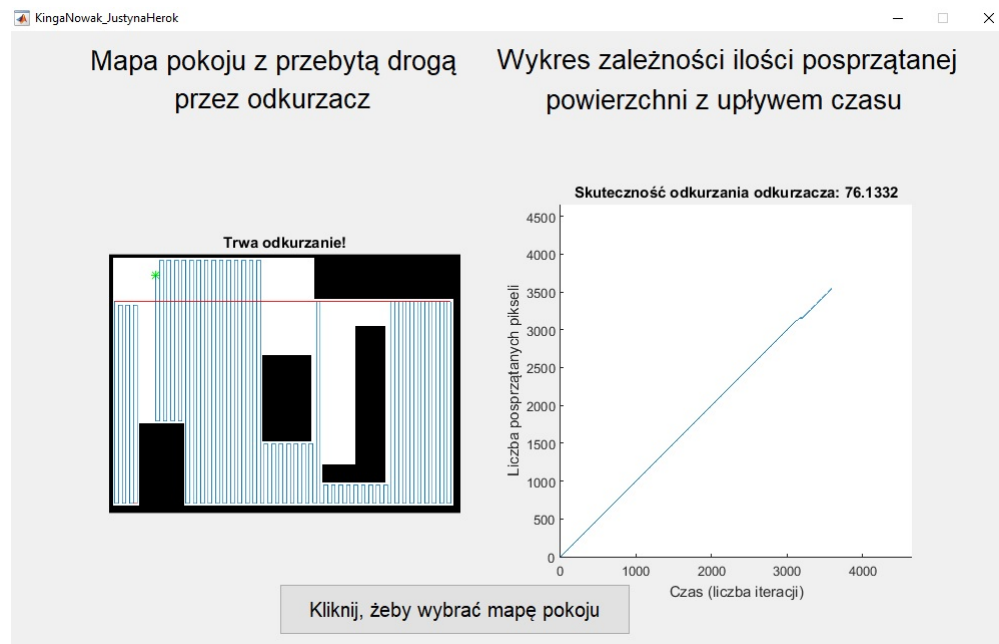 KingaNowak_JustynaHerok
Mapa pokoju z przebytą drogą
przez odkurzacz
Wykres zależności ilości posprzątanej
powierzchni z upływem czasu
Trwa odkurzanie!
Skuteczność odkurzania odkurzacza: 76.1332
Liczba posprzątanych pikseli
4500
4000
3500
3000
2500
2000
1500
1000
500
0
0 1000 2000 3000 4000
Czas (liczba iteracji)
Kliknij, żeby wybrać mapę pokoju